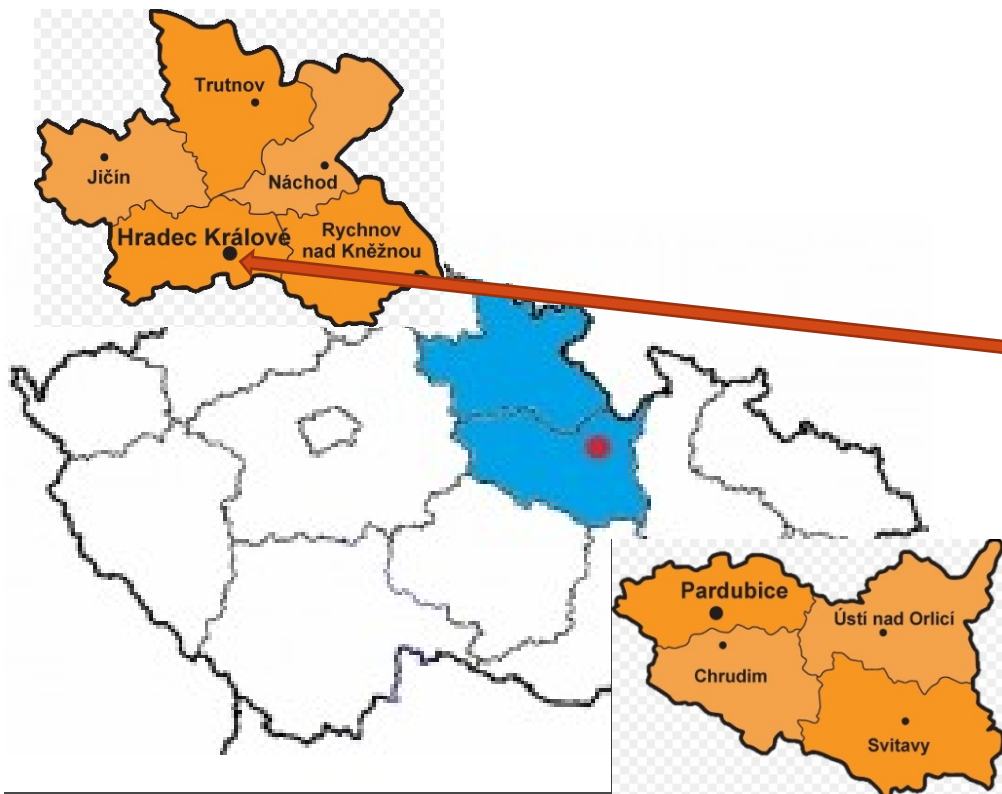 Trutnov
Jičín
Náchod
Hradec Králové
Rychnov
nad Kněžnou
Pardubice
Ústí nad Orlicí
Chrudim
Svitavy